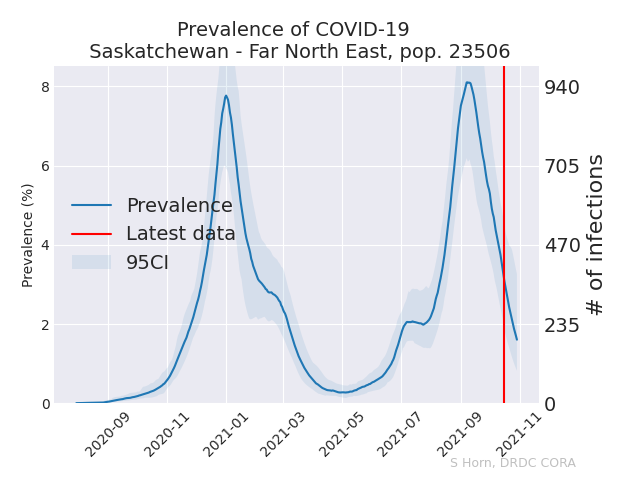 Prevalence of COVID-19
Saskatchewan - Far North East, pop. 23506
8
6
4
2
0
Prevalence (%)
Prevalence
Latest data
95CI
940
705
470
235
0
# of infections
2020-09
2020-11
2021-01
2021-03
2021-05
2021-07
2021-09
2021-11
S Horn, DRDC CORA